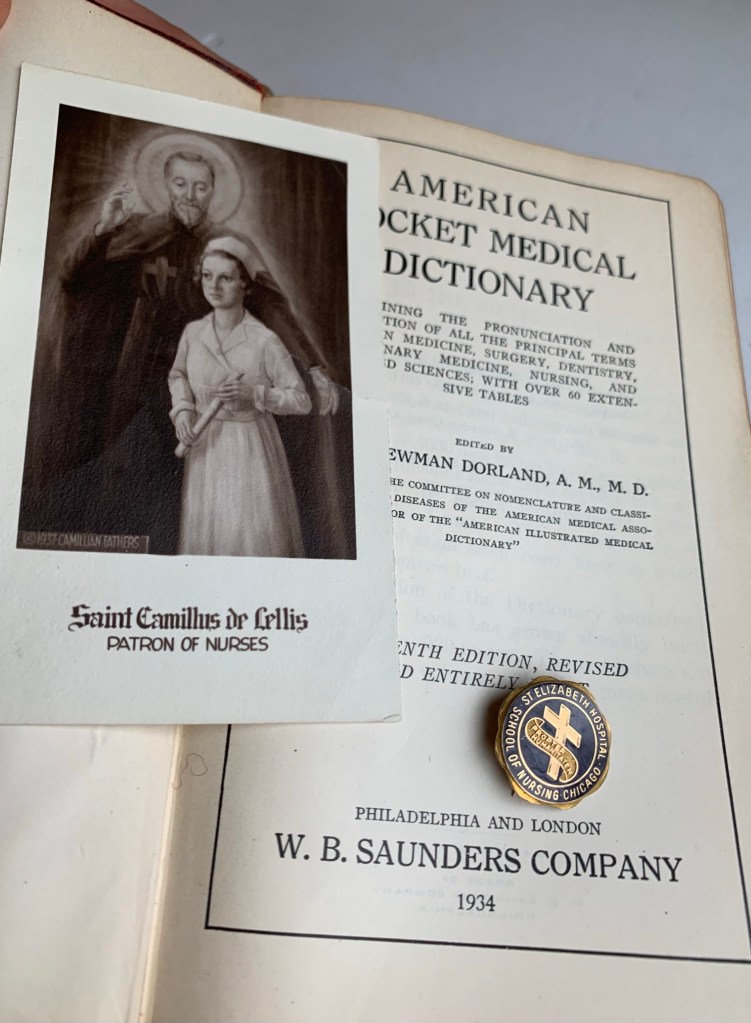 © 1937 CAMILLIAN FATHERS
Saint Camillus de Lellis
PATRON OF NURSES
AMERICAN
OCKET MEDICAL
DICTIONARY
INING THE PRONUNCIATION AND
TION OF ALL THE PRINCIPAL TERMS
N MEDICINE, SURGERY, DENTISTRY,
NARY MEDICINE, NURSING, AND
D SCIENCES; WITH OVER 60 EXTEN-
SIVE TABLES
EDITED BY
EWMAN DORLAND, A. M., M. D.
HE COMMITTEE ON NOMENCLATURE AND CLASSI-
DISEASES OF THE AMERICAN MEDICAL ASSO-
OR OF THE "AMERICAN ILLUSTRATED MEDICAL
DICTIONARY"
ENTH EDITION, REVISED
D ENTIRELY
ST ELIZABETH HOSPITAL
SCHOOL OF NURSING · CHICAGO
PHILADELPHIA AND LONDON
W. B. SAUNDERS COMPANY
1934